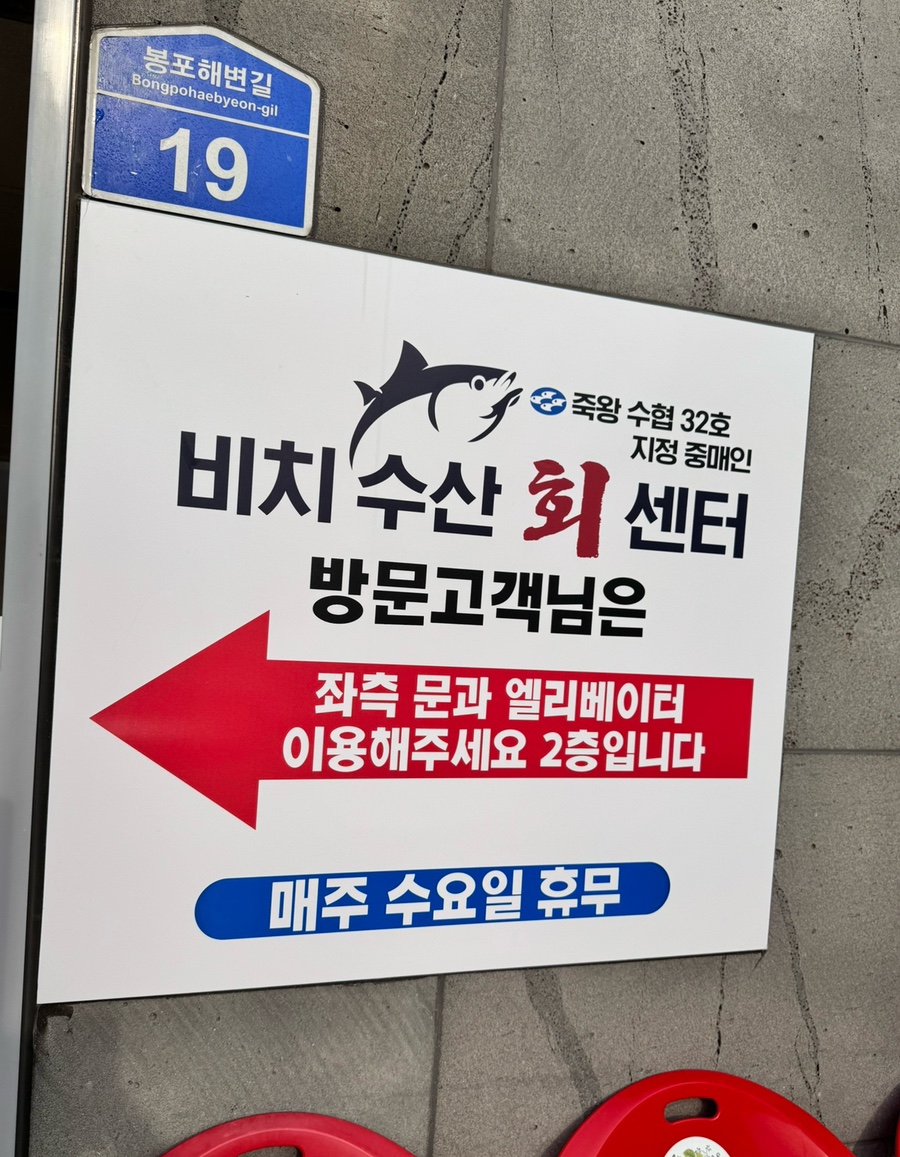 봉포해변길
Bongpohaebyeon-gil
19
죽왕 수협 32호
지정 중매인
비치 수산 회 센터
방문고객님은
좌측 문과 엘리베이터
이용해주세요 2층입니다
매주 수요일 휴무